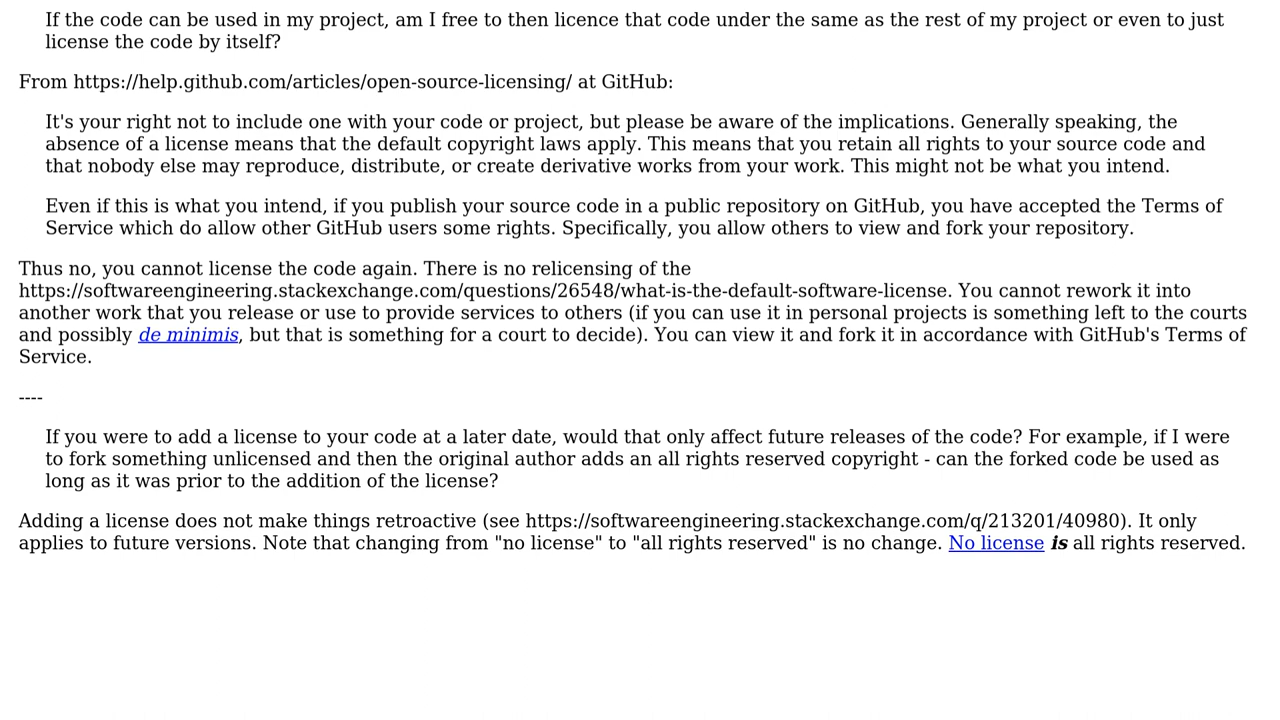 If the code can be used in my project, am I free to then licence that code under the same as the rest of my project or even to just
license the code by itself?
From https://help.github.com/articles/open-source-licensing/ at GitHub:
It's your right not to include one with your code or project, but please be aware of the implications. Generally speaking, the
absence of a license means that the default copyright laws apply. This means that you retain all rights to your source code and
that nobody else may reproduce, distribute, or create derivative works from your work. This might not be what you intend.
Even if this is what you intend, if you publish your source code in a public repository on GitHub, you have accepted the Terms of
Service which do allow other GitHub users some rights. Specifically, you allow others to view and fork your repository.
Thus no, you cannot license the code again. There is no relicensing of the
https://softwareengineering.stackexchange.com/questions/26548/what-is-the-default-software-license. You cannot rework it into
another work that you release or use to provide services to others (if you can use it in personal projects is something left to the courts
and possibly de minimis, but that is something for a court to decide). You can view it and fork it in accordance with GitHub's Terms of
Service.
----
If you were to add a license to your code at a later date, would that only affect future releases of the code? For example, if I were
to fork something unlicensed and then the original author adds an all rights reserved copyright - can the forked code be used as
long as it was prior to the addition of the license?
Adding a license does not make things retroactive (see https://softwareengineering.stackexchange.com/q/213201/40980). It only
applies to future versions. Note that changing from "no license" to "all rights reserved" is no change. No license is all rights reserved.